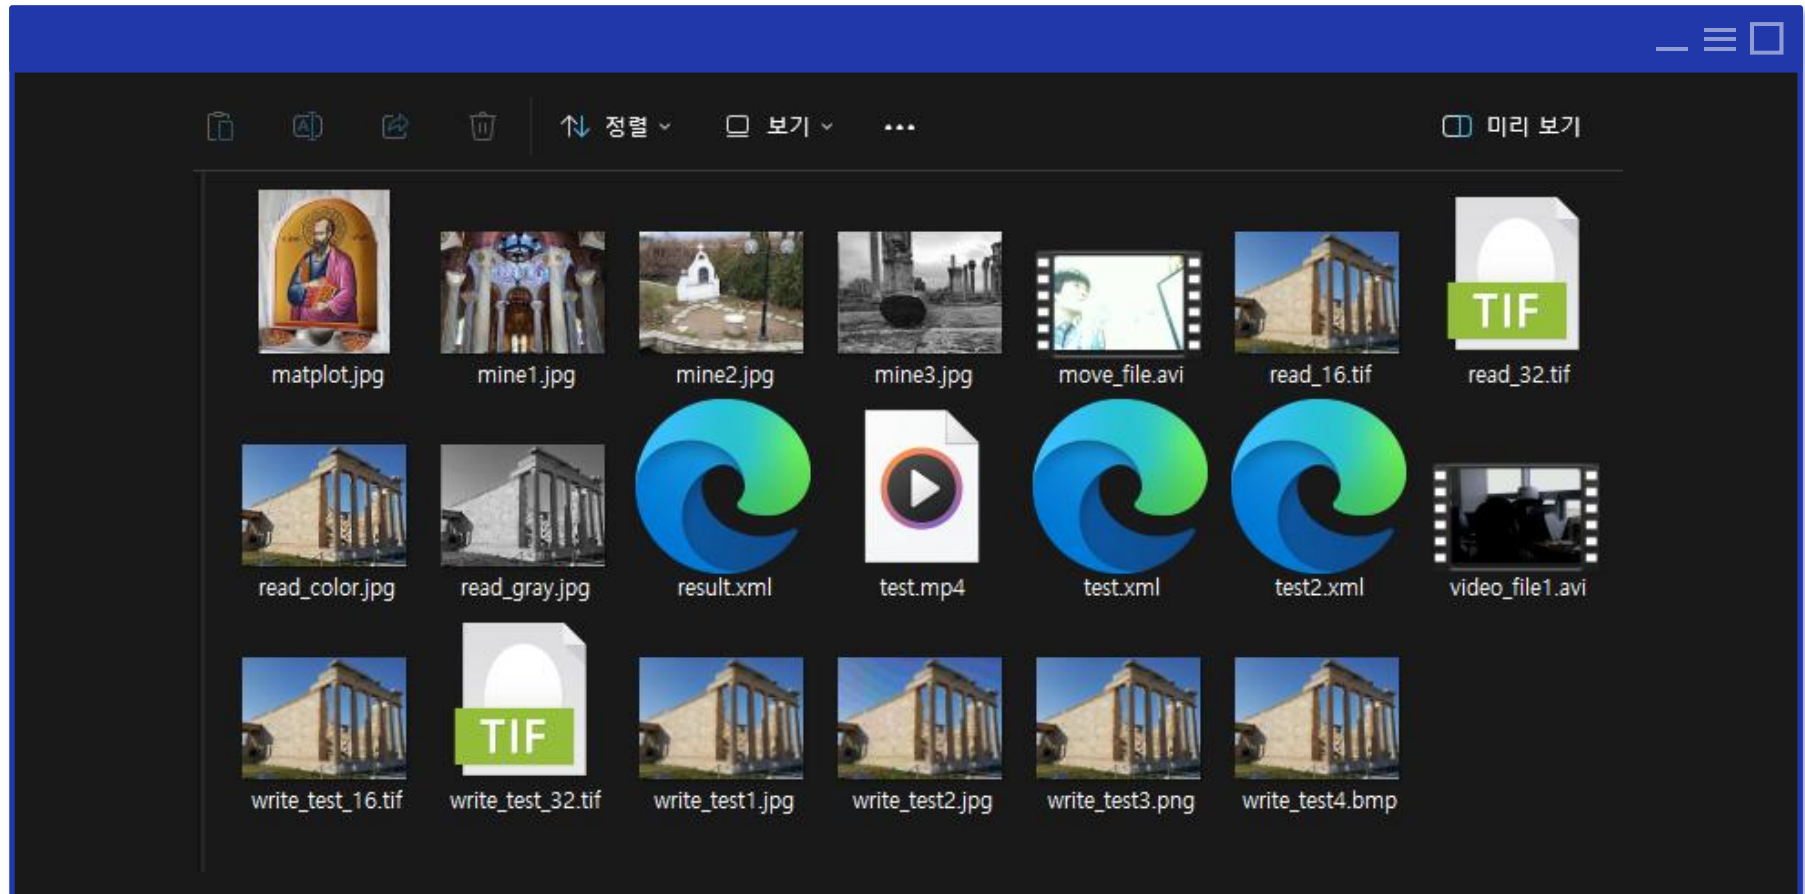 정렬 보기 미리 보기
matplot.jpg mine1.jpg mine2.jpg mine3.jpg move_file.avi read_16.tif read_32.tif
TIF
read_color.jpg read_gray.jpg result.xml test.mp4 test.xml test2.xml video_file1.avi
TIF
write_test_16.tif write_test_32.tif write_test1.jpg write_test2.jpg write_test3.png write_test4.bmp